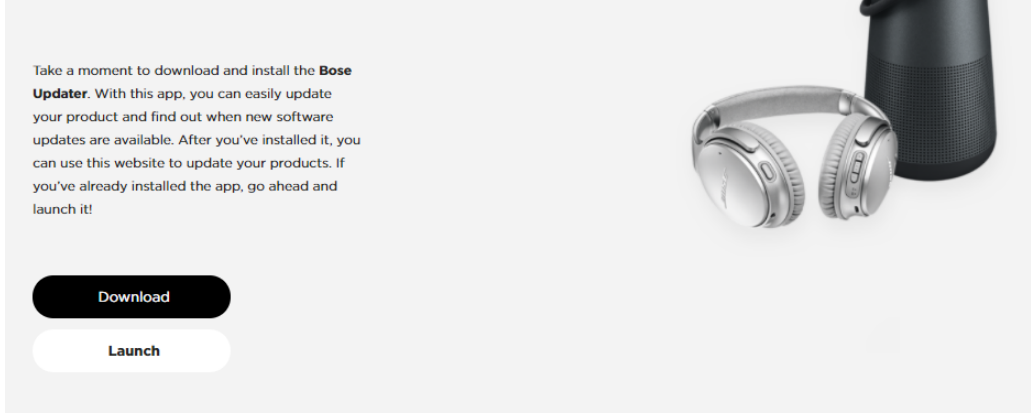 Take a moment to download and install the Bose
Updater. With this app, you can easily update
your product and find out when new software
updates are available. After you've installed it, you
can use this website to update your products. If
you've already installed the app, go ahead and
launch it!
Download
Launch